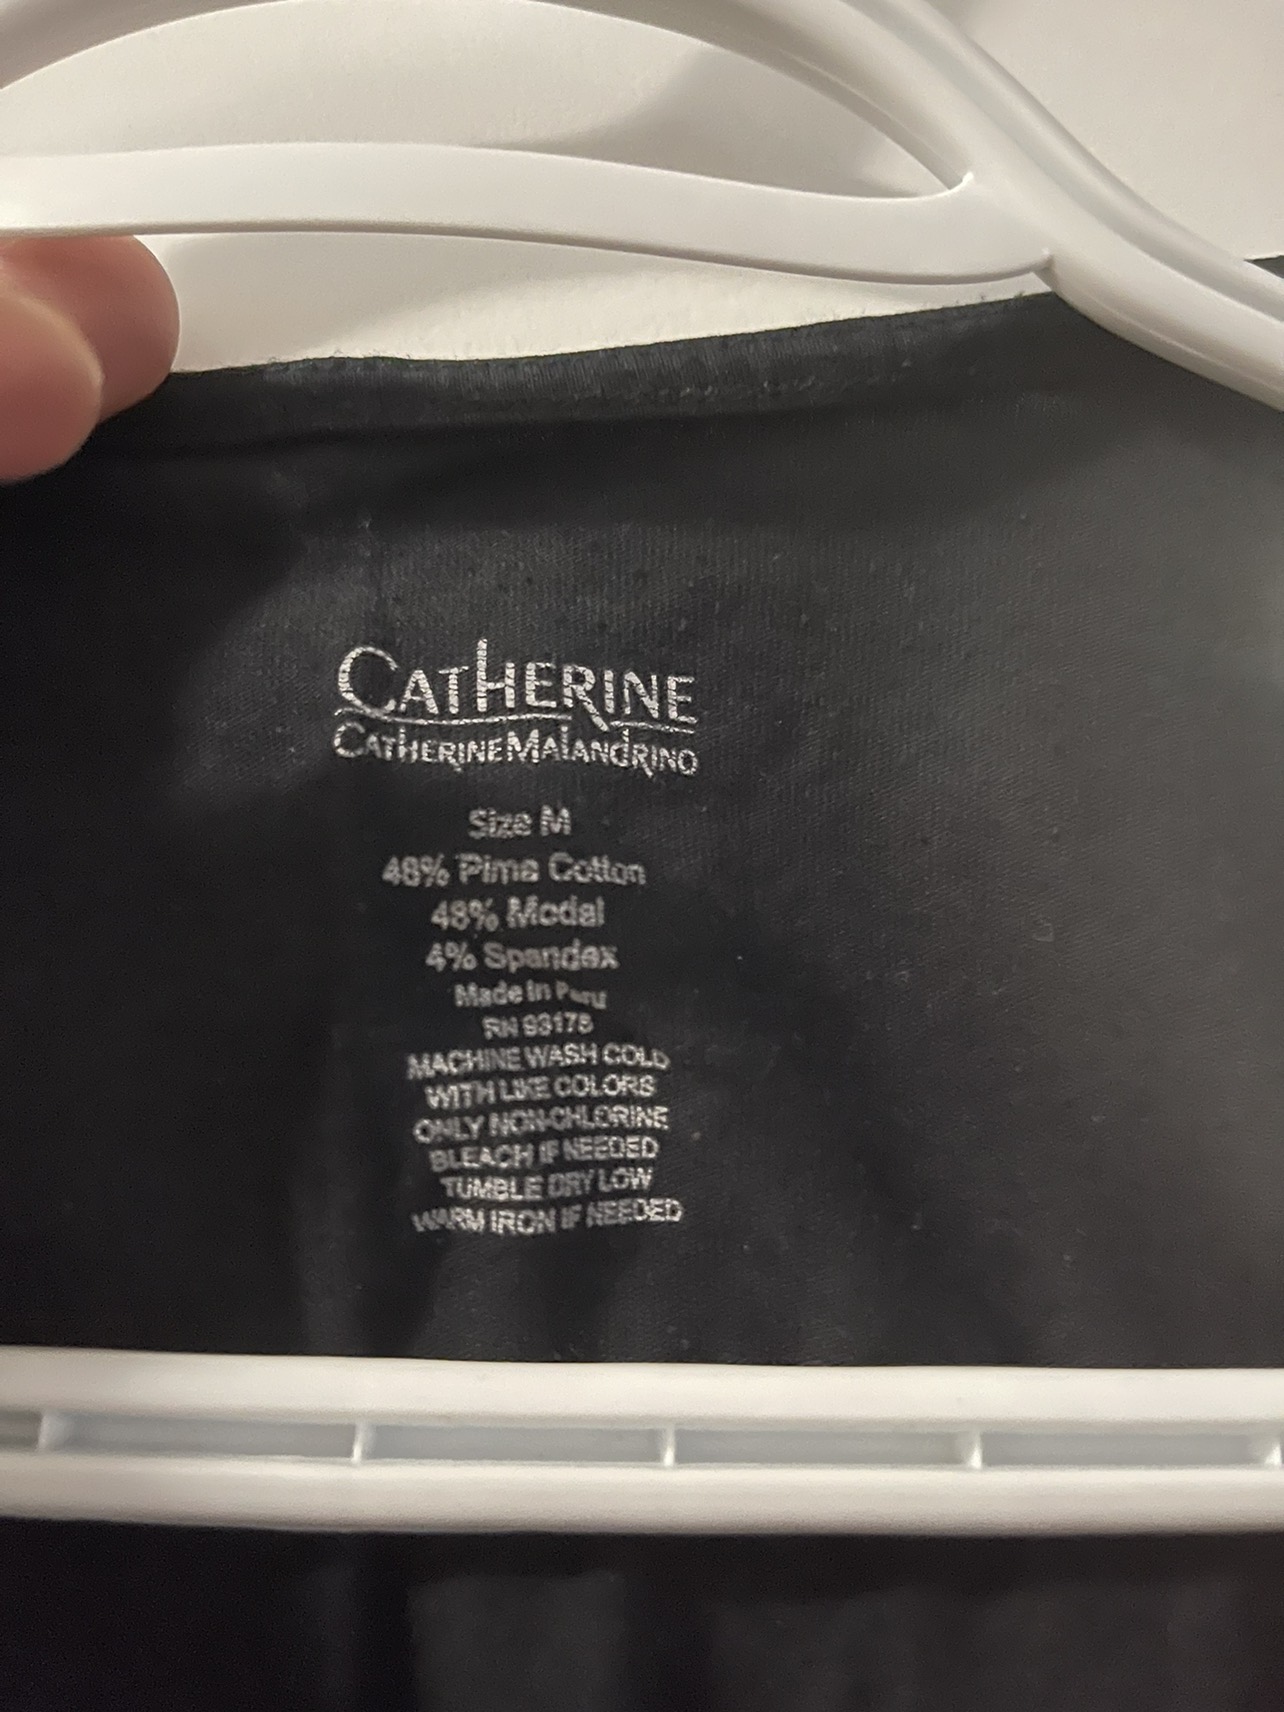 CATHERINE
CATHERINE MALANDRINO
Size M
48% Pima Cotton
48% Modal
4% Spandex
Made in Peru
RN 93178
MACHINE WASH COLD
WITH LIKE COLORS
ONLY NON-CHLORINE
BLEACH IF NEEDED
TUMBLE DRY LOW
WARM IRON IF NEEDED